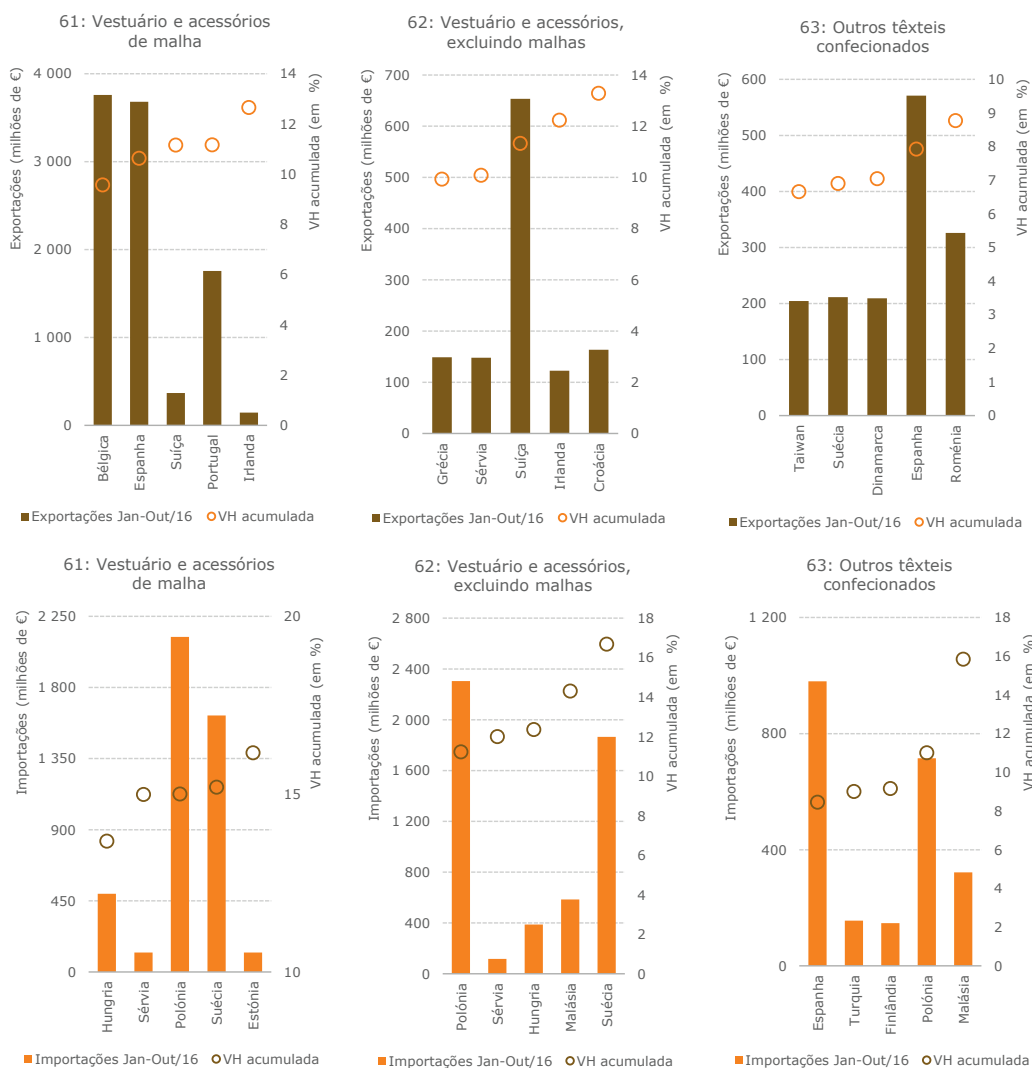 61: Vestuário e acessórios
de malha
Exportações (milhões de €)
4 000
3 000
2 000
1 000
0
14
12
10
8
6
4
2
0
VH acumulada (em %)
Bélgica
Espanha
Suíça
Portugal
Irlanda
Exportações Jan-Out/16 VH acumulada
62: Vestuário e acessórios,
excluindo malhas
Exportações (milhões de €)
700
600
500
400
300
200
100
0
14
12
10
8
6
4
2
0
VH acumulada (em %)
Grécia
Sérvia
Suíça
Irlanda
Croácia
Exportações Jan-Out/16 VH acumulada
63: Outros têxteis
confecionados
Exportações (milhões de €)
600
500
400
300
200
100
0
10
9
8
7
6
5
4
3
2
1
0
VH acumulada (em %)
Taiwan
Suécia
Dinamarca
Espanha
Roménia
Exportações Jan-Out/16 VH acumulada
61: Vestuário e acessórios
de malha
Importações (milhões de €)
2 250
1 800
1 350
900
450
0
20
15
10
VH acumulada (em %)
Hungria
Sérvia
Polónia
Suécia
Estónia
Importações Jan-Out/16 VH acumulada
62: Vestuário e acessórios,
excluindo malhas
Importações (milhões de €)
2 800
2 400
2 000
1 600
1 200
800
400
0
18
16
14
12
10
8
6
4
2
0
VH acumulada (em %)
Polónia
Sérvia
Hungria
Malásia
Suécia
Importações Jan-Out/16 VH acumulada
63: Outros têxteis
confecionados
Importações (milhões de €)
1 200
800
400
0
18
16
14
12
10
8
6
4
2
0
VH acumulada (em %)
Espanha
Turquia
Finlândia
Polónia
Malásia
Importações Jan-Out/16 VH acumulada